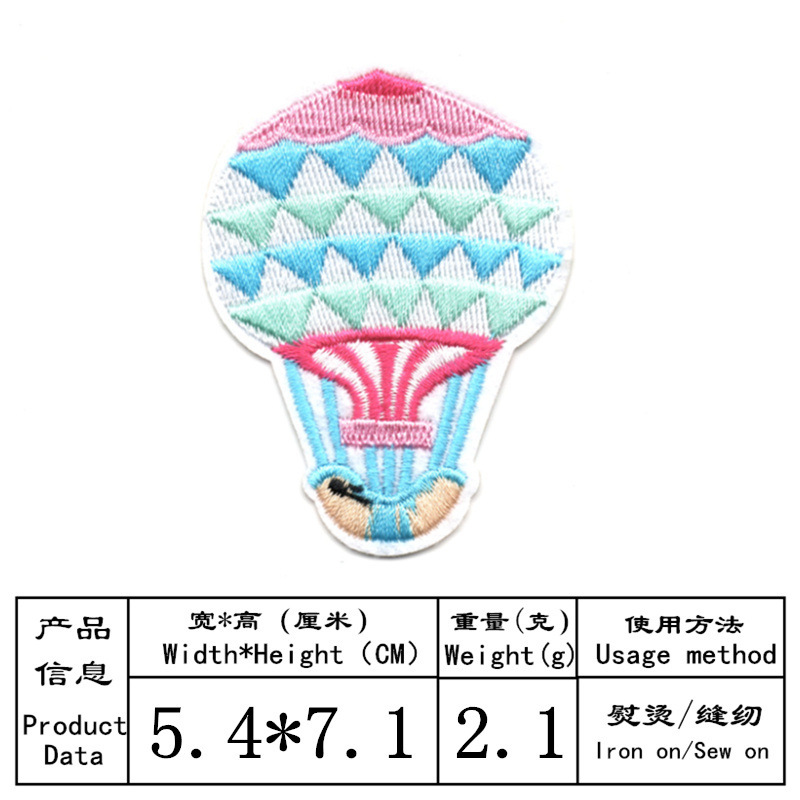 产品
信息
Product
Data
宽*高（厘米）
Width*Height（CM）
5.4*7.1
重量(克)
Weight(g)
2.1
使用方法
Usage method
熨烫/缝纫
Iron on/Sew on